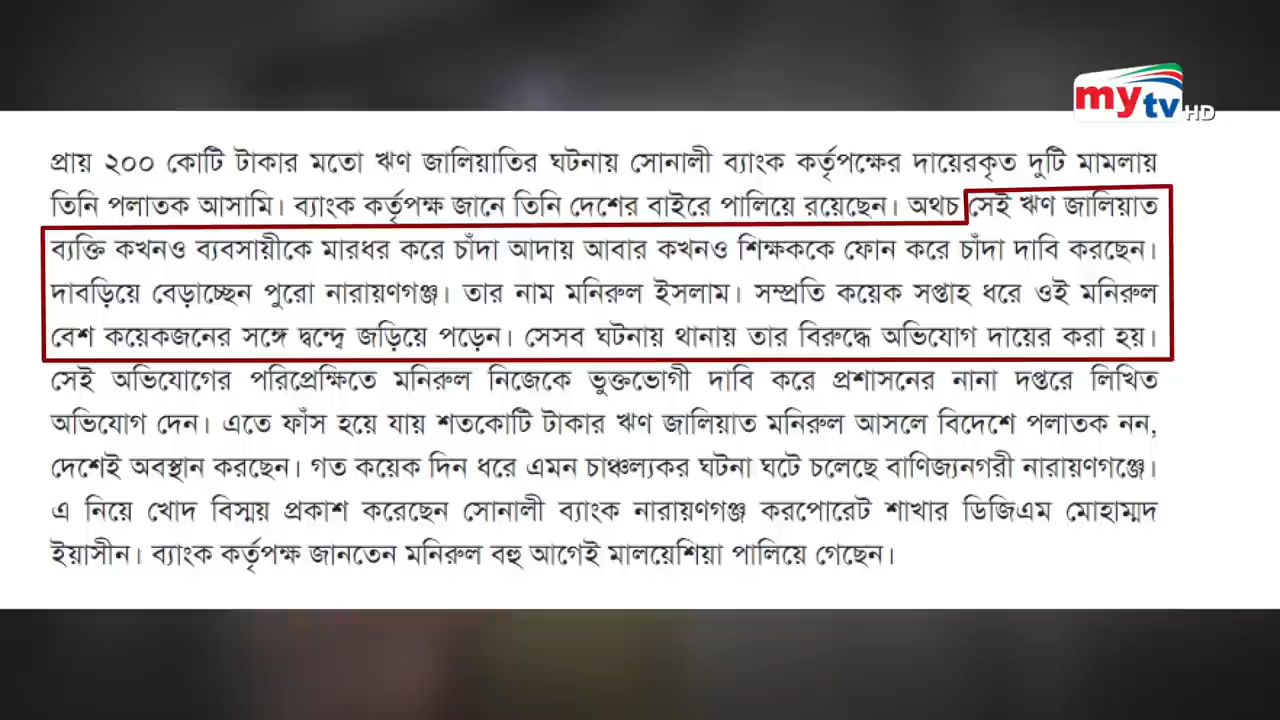 my tv HD
প্রায় ২০০ কোটি টাকার মতো ঋণ জালিয়াতির ঘটনায় সোনালী ব্যাংক কর্তৃপক্ষের দায়েরকৃত দুটি মামলায়
তিনি পলাতক আসামি। ব্যাংক কর্তৃপক্ষ জানে তিনি দেশের বাইরে পালিয়ে রয়েছেন। অথচ সেই ঋণ জালিয়াত
ব্যক্তি কখনও ব্যবসায়ীকে মারধর করে চাঁদা আদায় আবার কখনও শিক্ষককে ফোন করে চাঁদা দাবি করছেন।
দাবড়িয়ে বেড়াচ্ছেন পুরো নারায়ণগঞ্জ। তার নাম মনিরুল ইসলাম। সম্প্রতি কয়েক সপ্তাহ ধরে ওই মনিরুল
বেশ কয়েকজনের সঙ্গে দ্বন্দ্বে জড়িয়ে পড়েন। সেসব ঘটনায় থানায় তার বিরুদ্ধে অভিযোগ দায়ের করা হয়।
সেই অভিযোগের পরিপ্রেক্ষিতে মনিরুল নিজেকে ভুক্তভোগী দাবি করে প্রশাসনের নানা দপ্তরে লিখিত
অভিযোগ দেন। এতে ফাঁস হয়ে যায় শতকোটি টাকার ঋণ জালিয়াত মনিরুল আসলে বিদেশে পলাতক নন,
দেশেই অবস্থান করছেন। গত কয়েক দিন ধরে এমন চাঞ্চল্যকর ঘটনা ঘটে চলেছে বাণিজ্যনগরী নারায়ণগঞ্জে।
এ নিয়ে খোদ বিস্ময় প্রকাশ করেছেন সোনালী ব্যাংক নারায়ণগঞ্জ করপোরেট শাখার ডিজিএম মোহাম্মদ
ইয়াসীন। ব্যাংক কর্তৃপক্ষ জানতেন মনিরুল বহু আগেই মালয়েশিয়া পালিয়ে গেছেন।